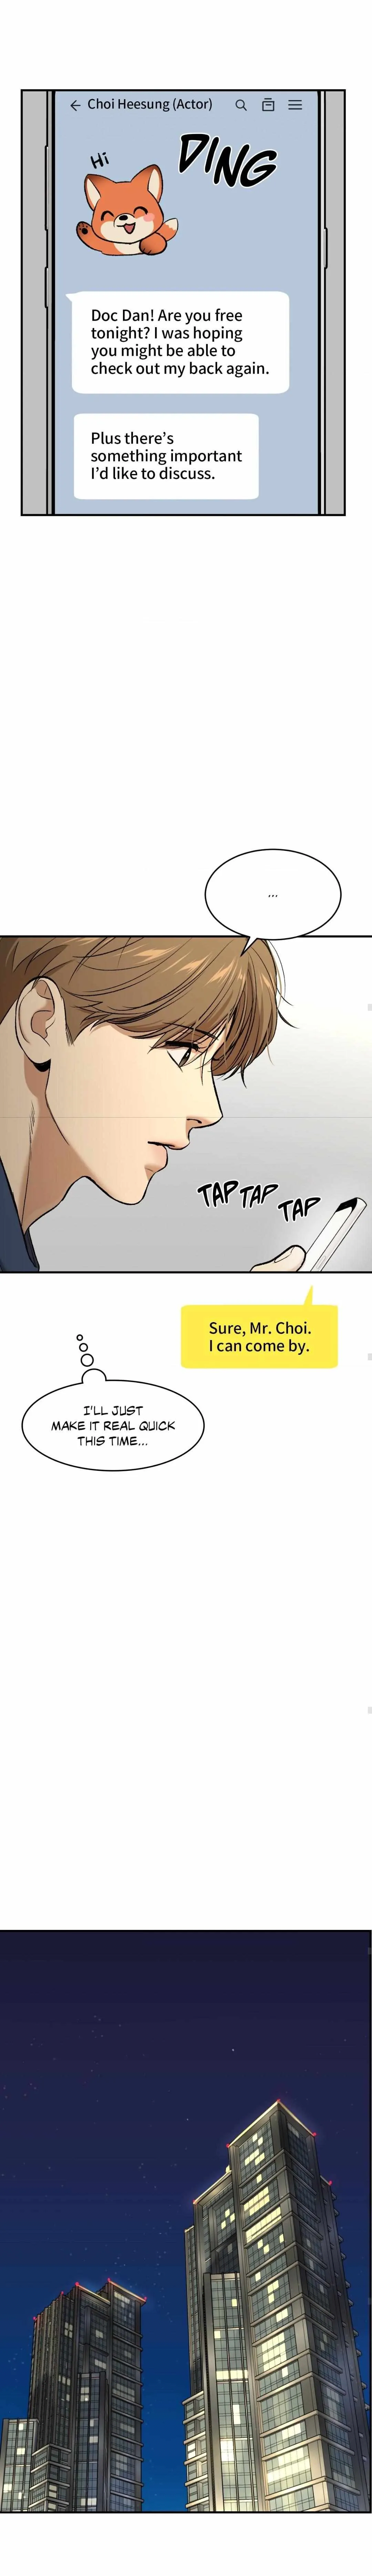 Choi Heesung (Actor)
Hi
DING
Doc Dan! Are you free
tonight? I was hoping
you might be able to
check out my back again.
Plus there's
something important
I'd like to discuss.
...
TAP TAP TAP
Sure, Mr. Choi.
I can come by.
I'LL JUST
MAKE IT REAL QUICK
THIS TIME...